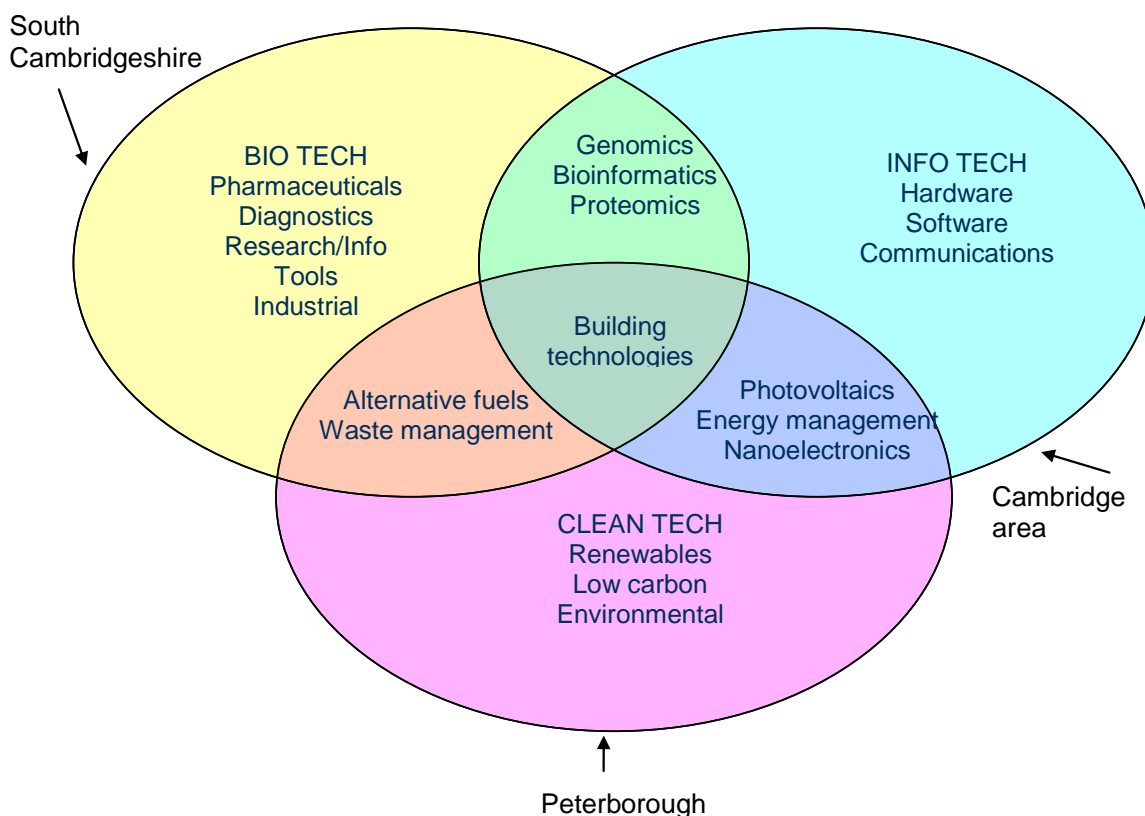 South
Cambridgeshire
BIO TECH
Pharmaceuticals
Diagnostics
Research/Info
Tools
Industrial
Genomics
Bioinformatics
Proteomics
INFO TECH
Hardware
Software
Communications
Building
technologies
Alternative fuels
Waste management
Photovoltaics
Energy management
Nanoelectronics
CLEAN TECH
Renewables
Low carbon
Environmental
Cambridge
area
Peterborough